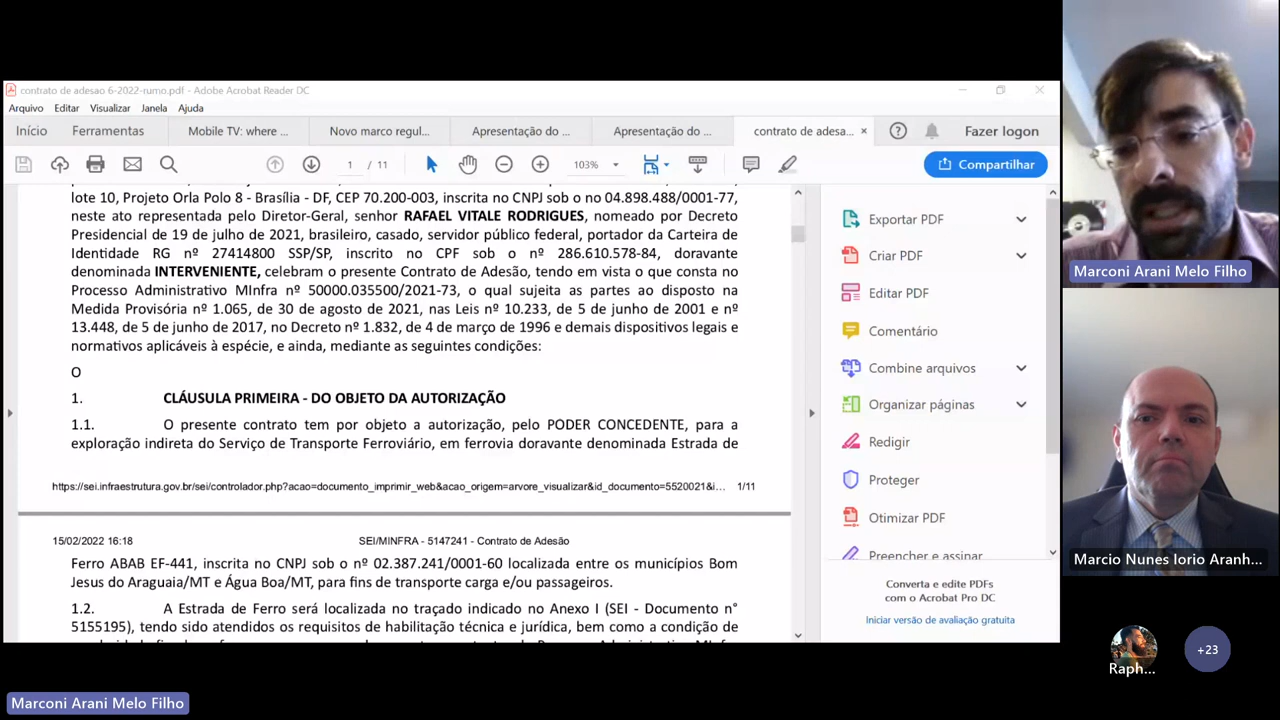 contrato de adesao 6-2022-rumo.pdf - Adobe Acrobat Reader DC
Arquivo Editar Visualizar Janela Ajuda
Início Ferramentas Mobile TV: where ... Novo marco regul... Apresentação do ... Apresentação do ... contrato de adesa... × Fazer logon
1 / 11 103% Compartilhar
lote 10, Projeto Orla Polo 8 - Brasília - DF, CEP 70.200-003, inscrita no CNPJ sob o no 04.898.488/0001-77,
neste ato representada pelo Diretor-Geral, senhor RAFAEL VITALE RODRIGUES, nomeado por Decreto
Presidencial de 19 de julho de 2021, brasileiro, casado, servidor público federal, portador da Carteira de
Identidade RG nº 27414800 SSP/SP, inscrito no CPF sob o nº 286.610.578-84, doravante
denominada INTERVENIENTE, celebram o presente Contrato de Adesão, tendo em vista o que consta no
Processo Administrativo MInfra nº 50000.035500/2021-73, o qual sujeita as partes ao disposto na
Medida Provisória nº 1.065, de 30 de agosto de 2021, nas Leis nº 10.233, de 5 de junho de 2001 e nº
13.448, de 5 de junho de 2017, no Decreto nº 1.832, de 4 de março de 1996 e demais dispositivos legais e
normativos aplicáveis à espécie, e ainda, mediante as seguintes condições:
O
1. CLÁUSULA PRIMEIRA - DO OBJETO DA AUTORIZAÇÃO
1.1. O presente contrato tem por objeto a autorização, pelo PODER CONCEDENTE, para a
exploração indireta do Serviço de Transporte Ferroviário, em ferrovia doravante denominada Estrada de
https://sei.infraestrutura.gov.br/sei/controlador.php?acao=documento_imprimir_web&acao_origem=arvore_visualizar&id_documento=5520021&i... 1/11
15/02/2022 16:18 SEI/MINFRA - 5147241 - Contrato de Adesão
Ferro ABAB EF-441, inscrita no CNPJ sob o nº 02.387.241/0001-60 localizada entre os municípios Bom
Jesus do Araguaia/MT e Água Boa/MT, para fins de transporte carga e/ou passageiros.
1.2. A Estrada de Ferro será localizada no traçado indicado no Anexo I (SEI - Documento n°
5155195), tendo sido atendidos os requisitos de habilitação técnica e jurídica, bem como a condição de
Exportar PDF
Criar PDF
Editar PDF
Comentário
Combine arquivos
Organizar páginas
Redigir
Proteger
Otimizar PDF
Preencher e assinar
Converta e edite PDFs
com o Acrobat Pro DC
Iniciar versão de avaliação gratuita
Marconi Arani Melo Filho
Marcio Nunes Iorio Aranh...
Raph...
+23
Marconi Arani Melo Filho